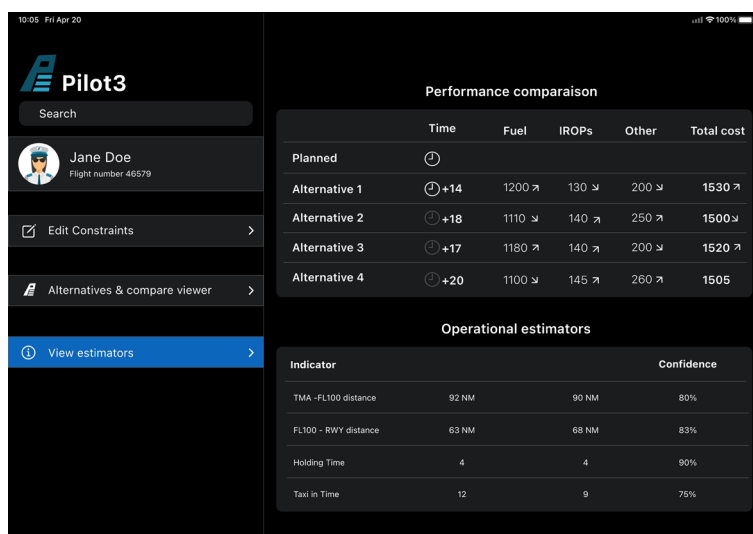 10:05 Fri Apr 20
100%
Pilot3
Search
Jane Doe
Flight number 46579
Edit Constraints
Alternatives & compare viewer
View estimators
Performance comparaison
Time Fuel IROPs Other Total cost
Planned
Alternative 1 +14 1200 ↗ 130 ↘ 200 ↘ 1530 ↗
Alternative 2 +18 1110 ↘ 140 ↗ 250 ↗ 1500↘
Alternative 3 +17 1180 ↗ 140 ↗ 200 ↘ 1520 ↗
Alternative 4 +20 1100 ↘ 145 ↗ 260 ↗ 1505
Operational estimators
Indicator Confidence
TMA -FL100 distance 92 NM 90 NM 80%
FL100 - RWY distance 63 NM 68 NM 83%
Holding Time 4 4 90%
Taxi in Time 12 9 75%